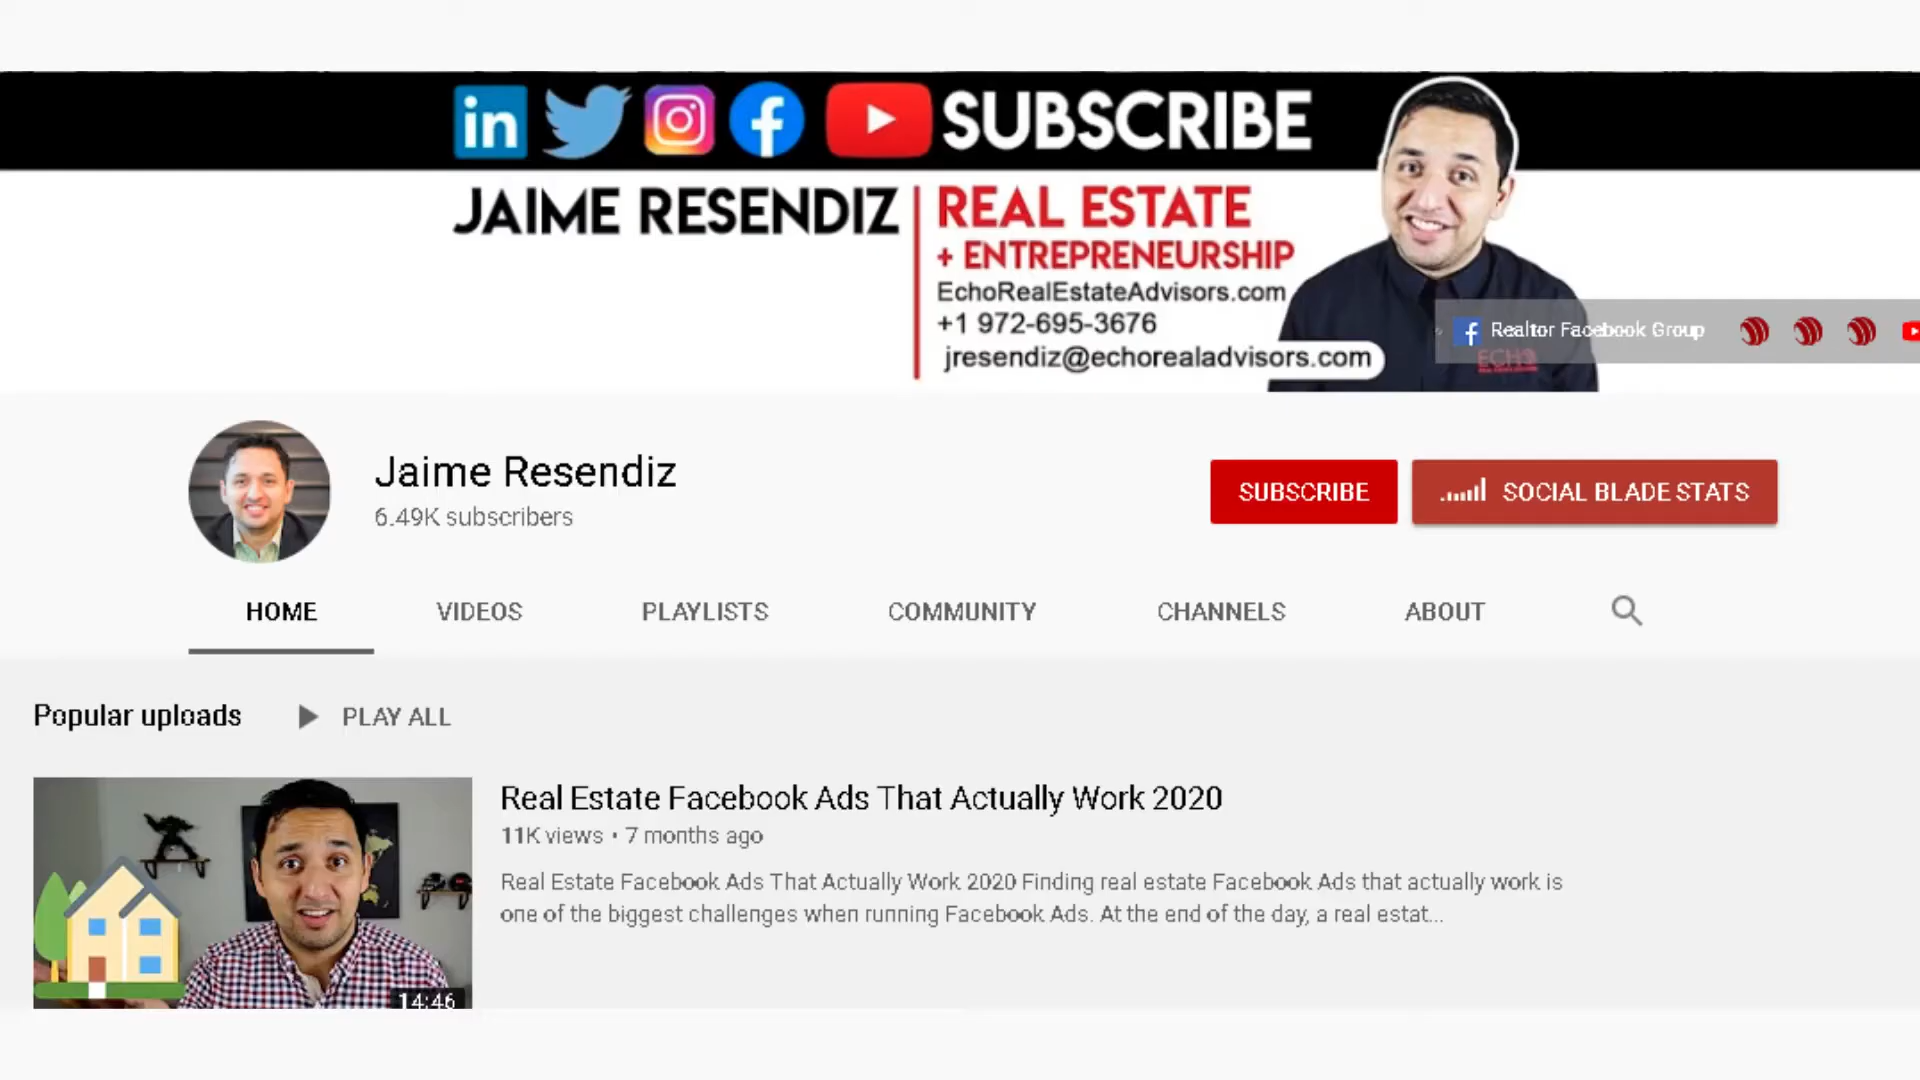 in SUBSCRIBE
JAIME RESENDIZ
REAL ESTATE
+ ENTREPRENEURSHIP
EchoRealEstateAdvisors.com
+1 972-695-3676
jresendiz@echorealadvisors.com
Realtor Facebook Group
ECHO
Jaime Resendiz
6.49K subscribers
SUBSCRIBE
SOCIAL BLADE STATS
HOME VIDEOS PLAYLISTS COMMUNITY CHANNELS ABOUT
Popular uploads PLAY ALL
Real Estate Facebook Ads That Actually Work 2020
11K views • 7 months ago
Real Estate Facebook Ads That Actually Work 2020 Finding real estate Facebook Ads that actually work is
one of the biggest challenges when running Facebook Ads. At the end of the day, a real estat...
14:46